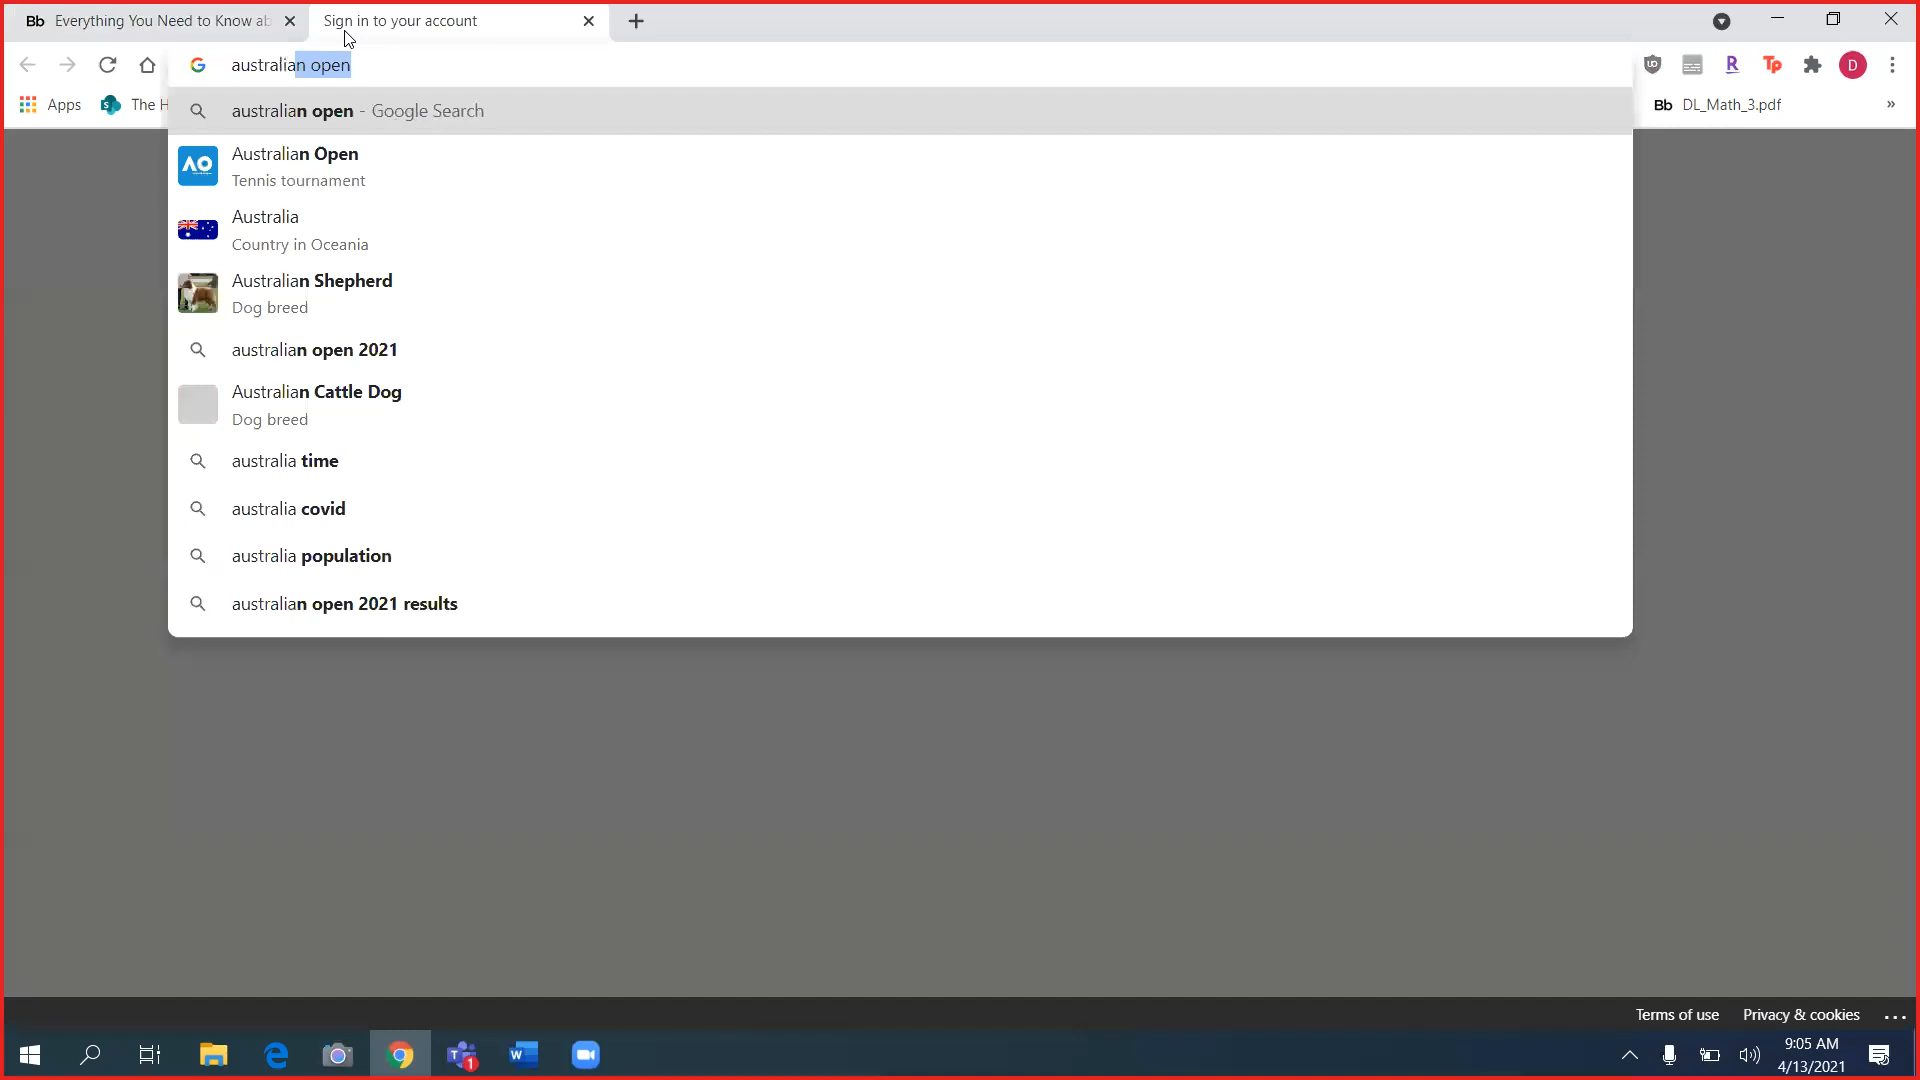 Bb Everything You Need to Know ab
Sign in to your account
australian open
Apps
The H
Bb DL_Math_3.pdf
australian open - Google Search
AO
Australian Open
Tennis tournament
Australia
Country in Oceania
Australian Shepherd
Dog breed
australian open 2021
Australian Cattle Dog
Dog breed
australia time
australia covid
australia population
australian open 2021 results
Terms of use Privacy & cookies ...
9:05 AM
4/13/2021